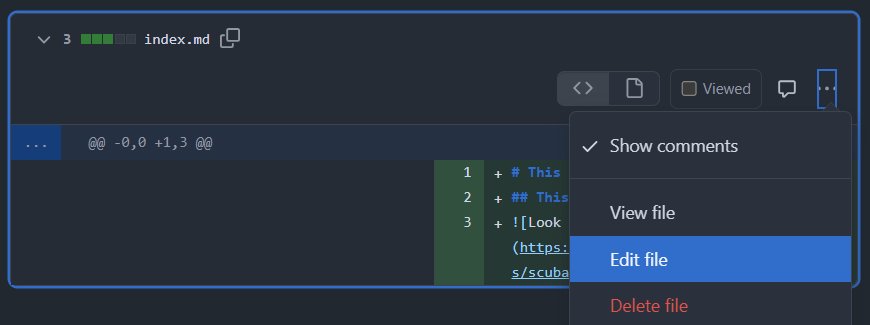 3 index.md
Viewed
... @@ -0,0 +1,3 @@
Show comments
1 + # This
2 + ## This
3 + ![Look
(https:
s/scuba
View file
Edit file
Delete file